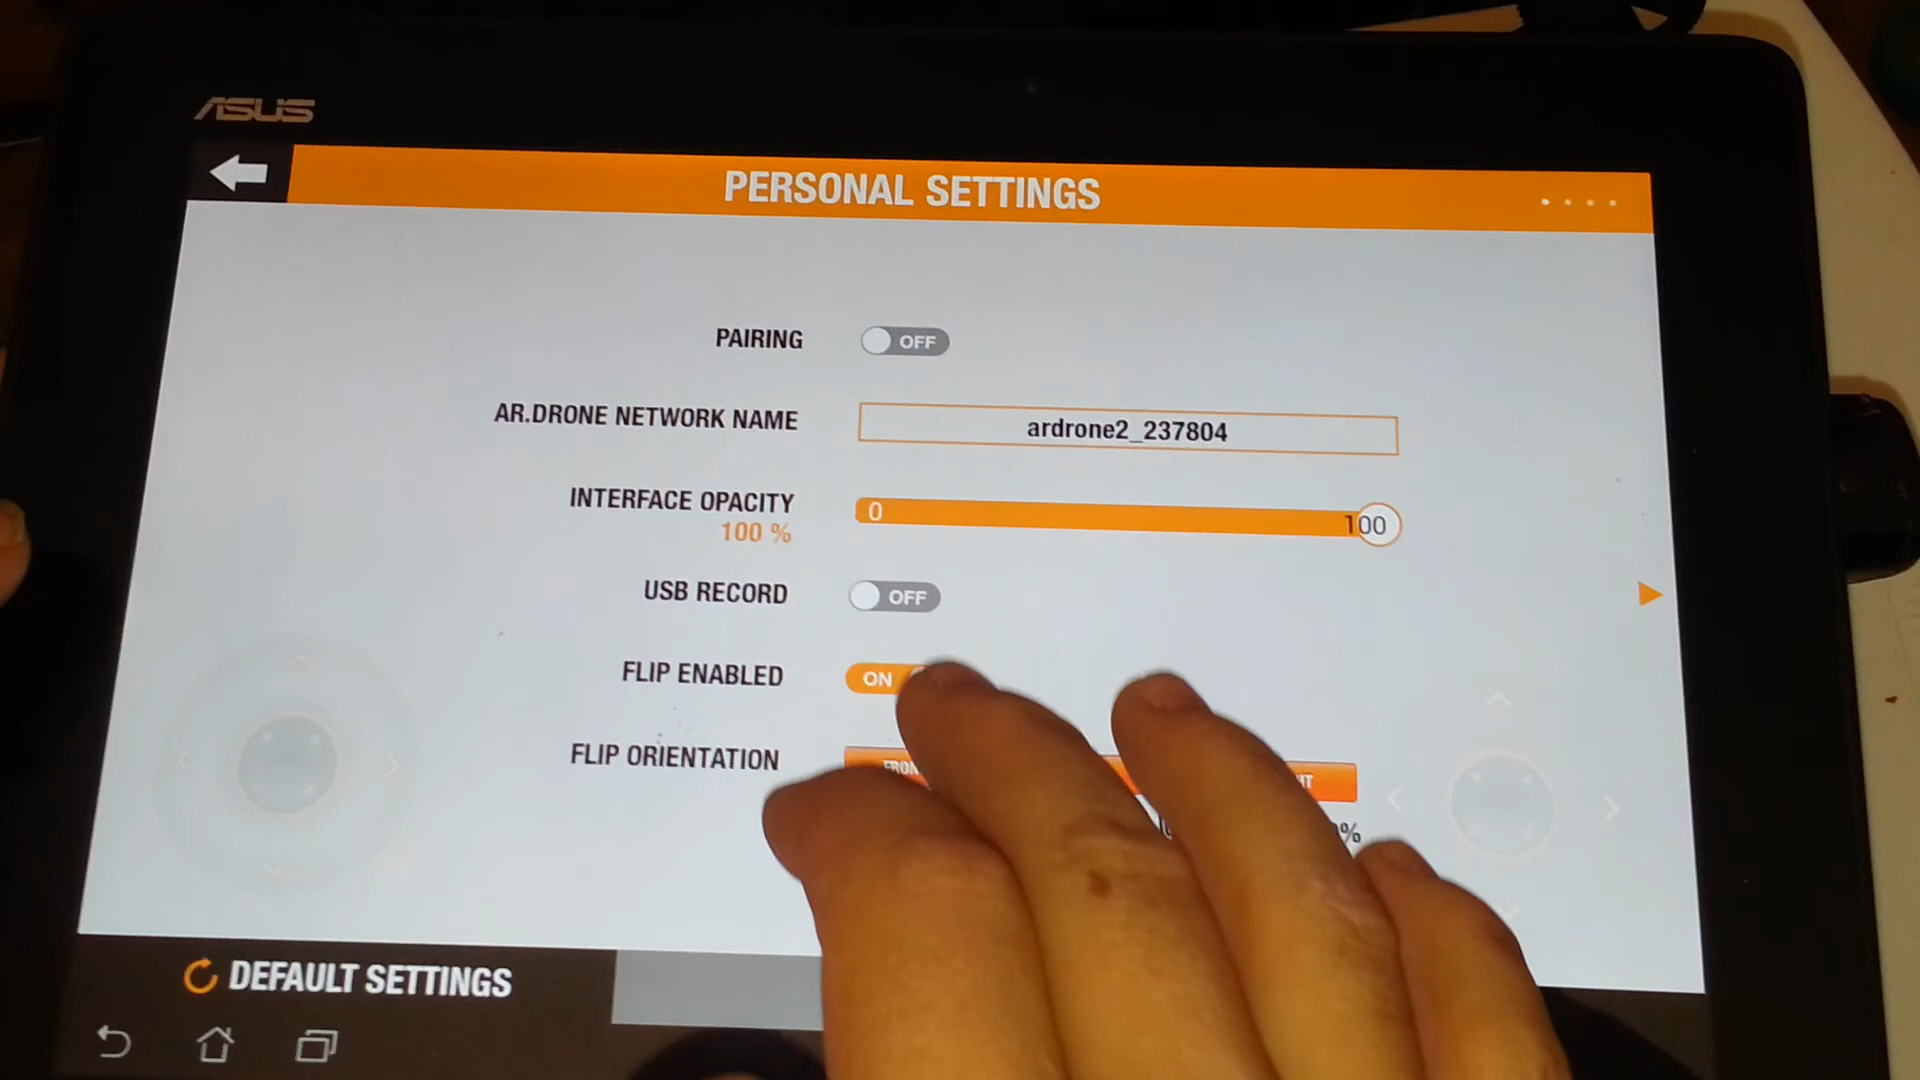 ASUS
PERSONAL SETTINGS
PAIRING OFF
AR.DRONE NETWORK NAME ardrone2_237804
INTERFACE OPACITY 0 100
100 %
USB RECORD OFF
FLIP ENABLED ON
FLIP ORIENTATION
DEFAULT SETTINGS